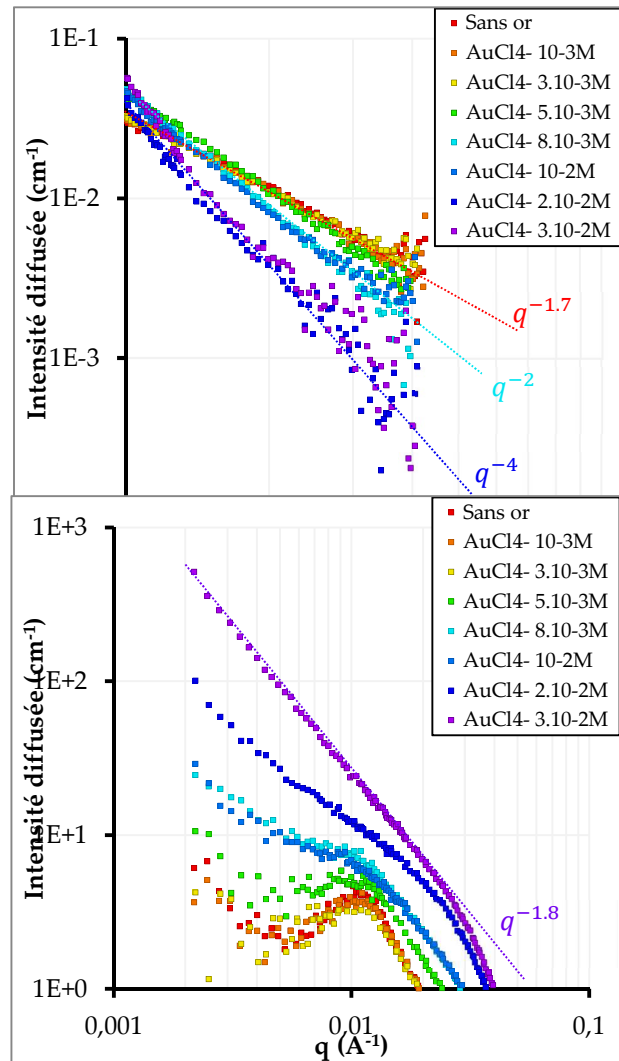 Intensité diffusée (cm-1)
1E-1
1E-2
1E-3
Sans or
AuCl4- 10-3M
AuCl4- 3.10-3M
AuCl4- 5.10-3M
AuCl4- 8.10-3M
AuCl4- 10-2M
AuCl4- 2.10-2M
AuCl4- 3.10-2M
q−1.7
q−2
q−4
Intensité diffusée (cm-1)
1E+3
1E+2
1E+1
1E+0
Sans or
AuCl4- 10-3M
AuCl4- 3.10-3M
AuCl4- 5.10-3M
AuCl4- 8.10-3M
AuCl4- 10-2M
AuCl4- 2.10-2M
AuCl4- 3.10-2M
q−1.8
0,001
0,01
0,1
q (A-1)